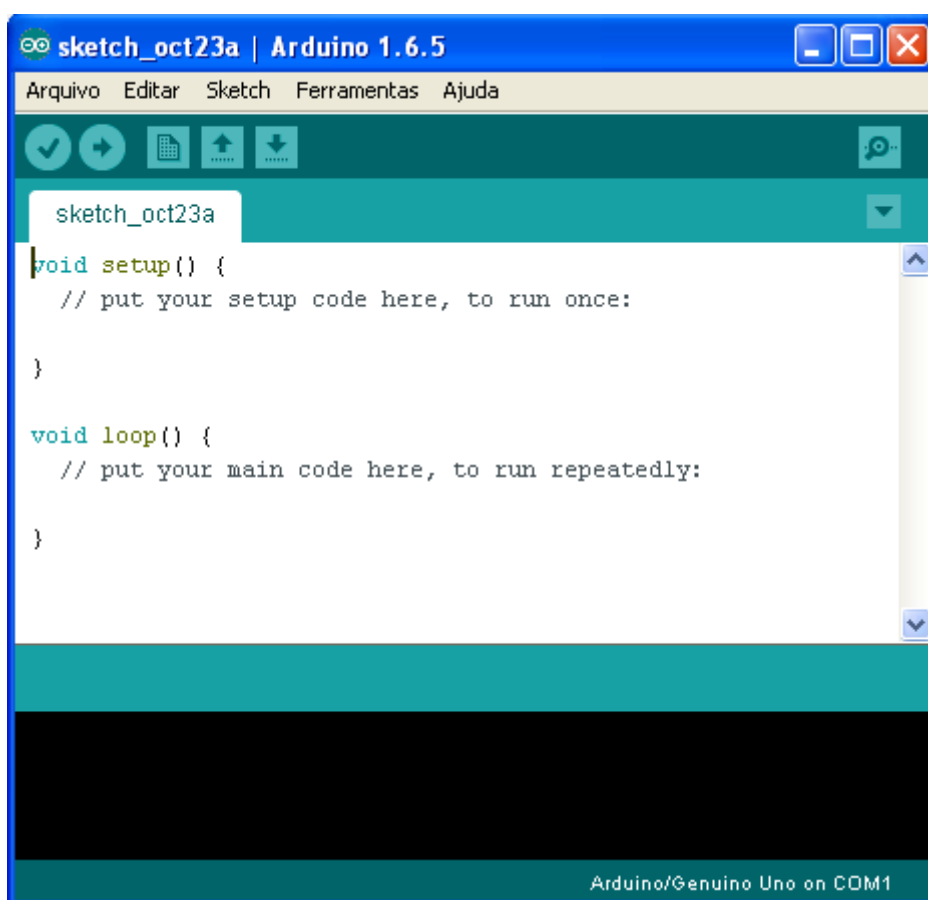 sketch_oct23a | Arduino 1.6.5
Arquivo Editar Sketch Ferramentas Ajuda
sketch_oct23a
void setup() {
  // put your setup code here, to run once:
}
void loop() {
  // put your main code here, to run repeatedly:
}
Arduino/Genuino Uno on COM1